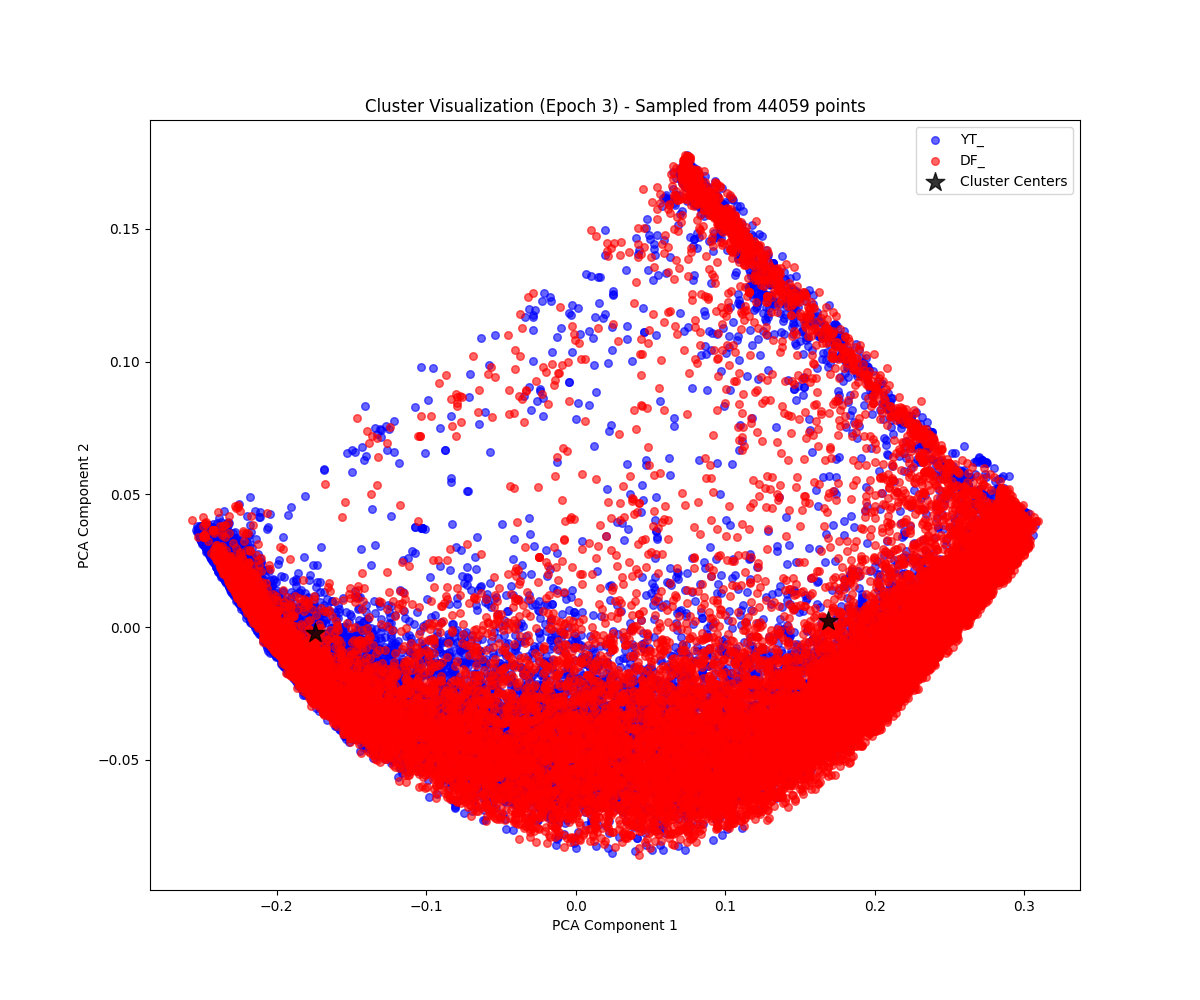 Cluster Visualization (Epoch 3) - Sampled from 44059 points
YT_
DF_
Cluster Centers
PCA Component 2
0.15
0.10
0.05
0.00
−0.05
−0.2
−0.1
0.0
0.1
0.2
0.3
PCA Component 1